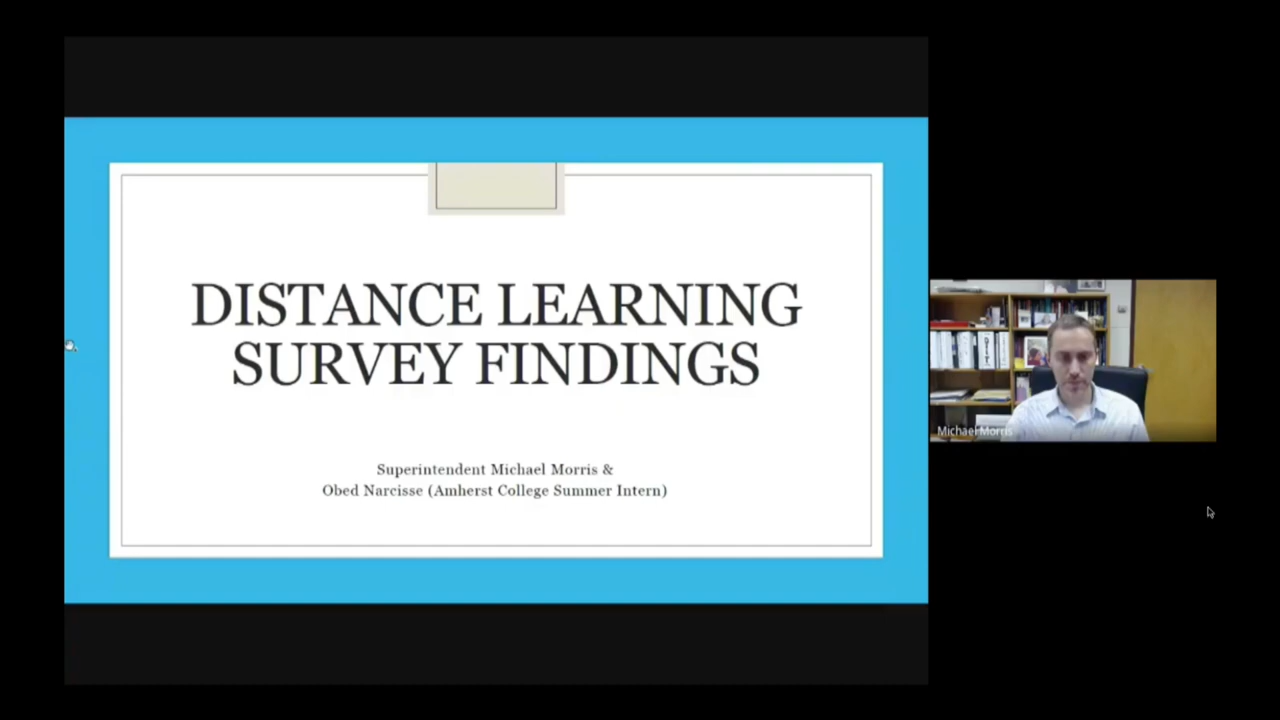 DISTANCE LEARNING
SURVEY FINDINGS
Superintendent Michael Morris &
Obed Narcisse (Amherst College Summer Intern)
Michael Morris